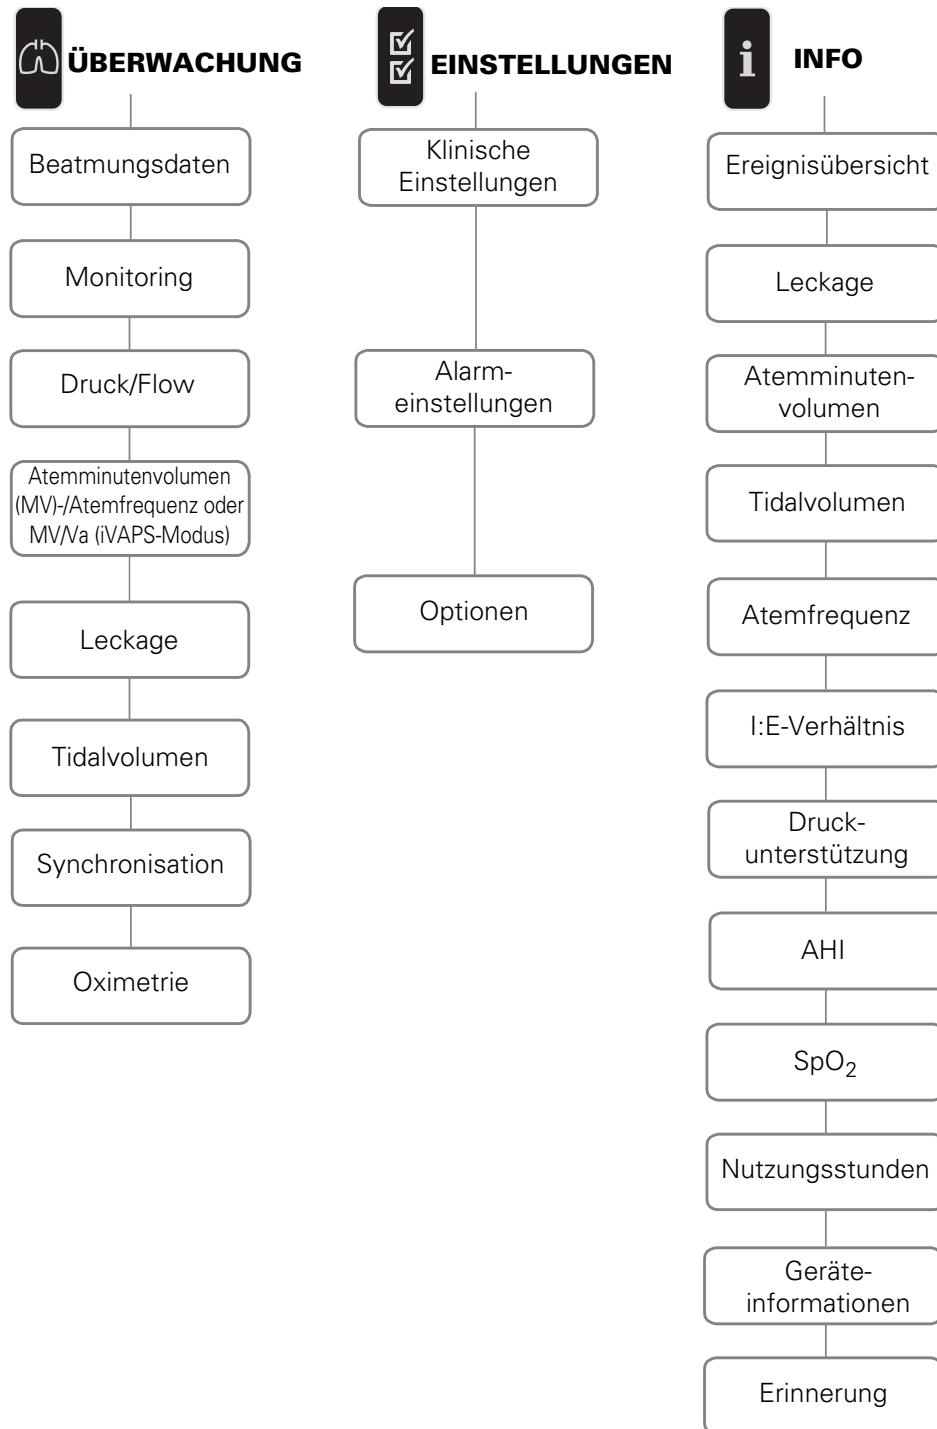 ÜBERWACHUNG
Beatmungsdaten
Monitoring
Druck/Flow
Atemminutenvolumen
(MV)-/Atemfrequenz oder
MV/Va (iVAPS-Modus)
Leckage
Tidalvolumen
Synchronisation
Oximetrie
EINSTELLUNGEN
Klinische
Einstellungen
Alarm-
einstellungen
Optionen
i INFO
Ereignisübersicht
Leckage
Atemminuten-
volumen
Tidalvolumen
Atemfrequenz
I:E-Verhältnis
Druck-
unterstützung
AHI
SpO₂
Nutzungsstunden
Geräte-
informationen
Erinnerung